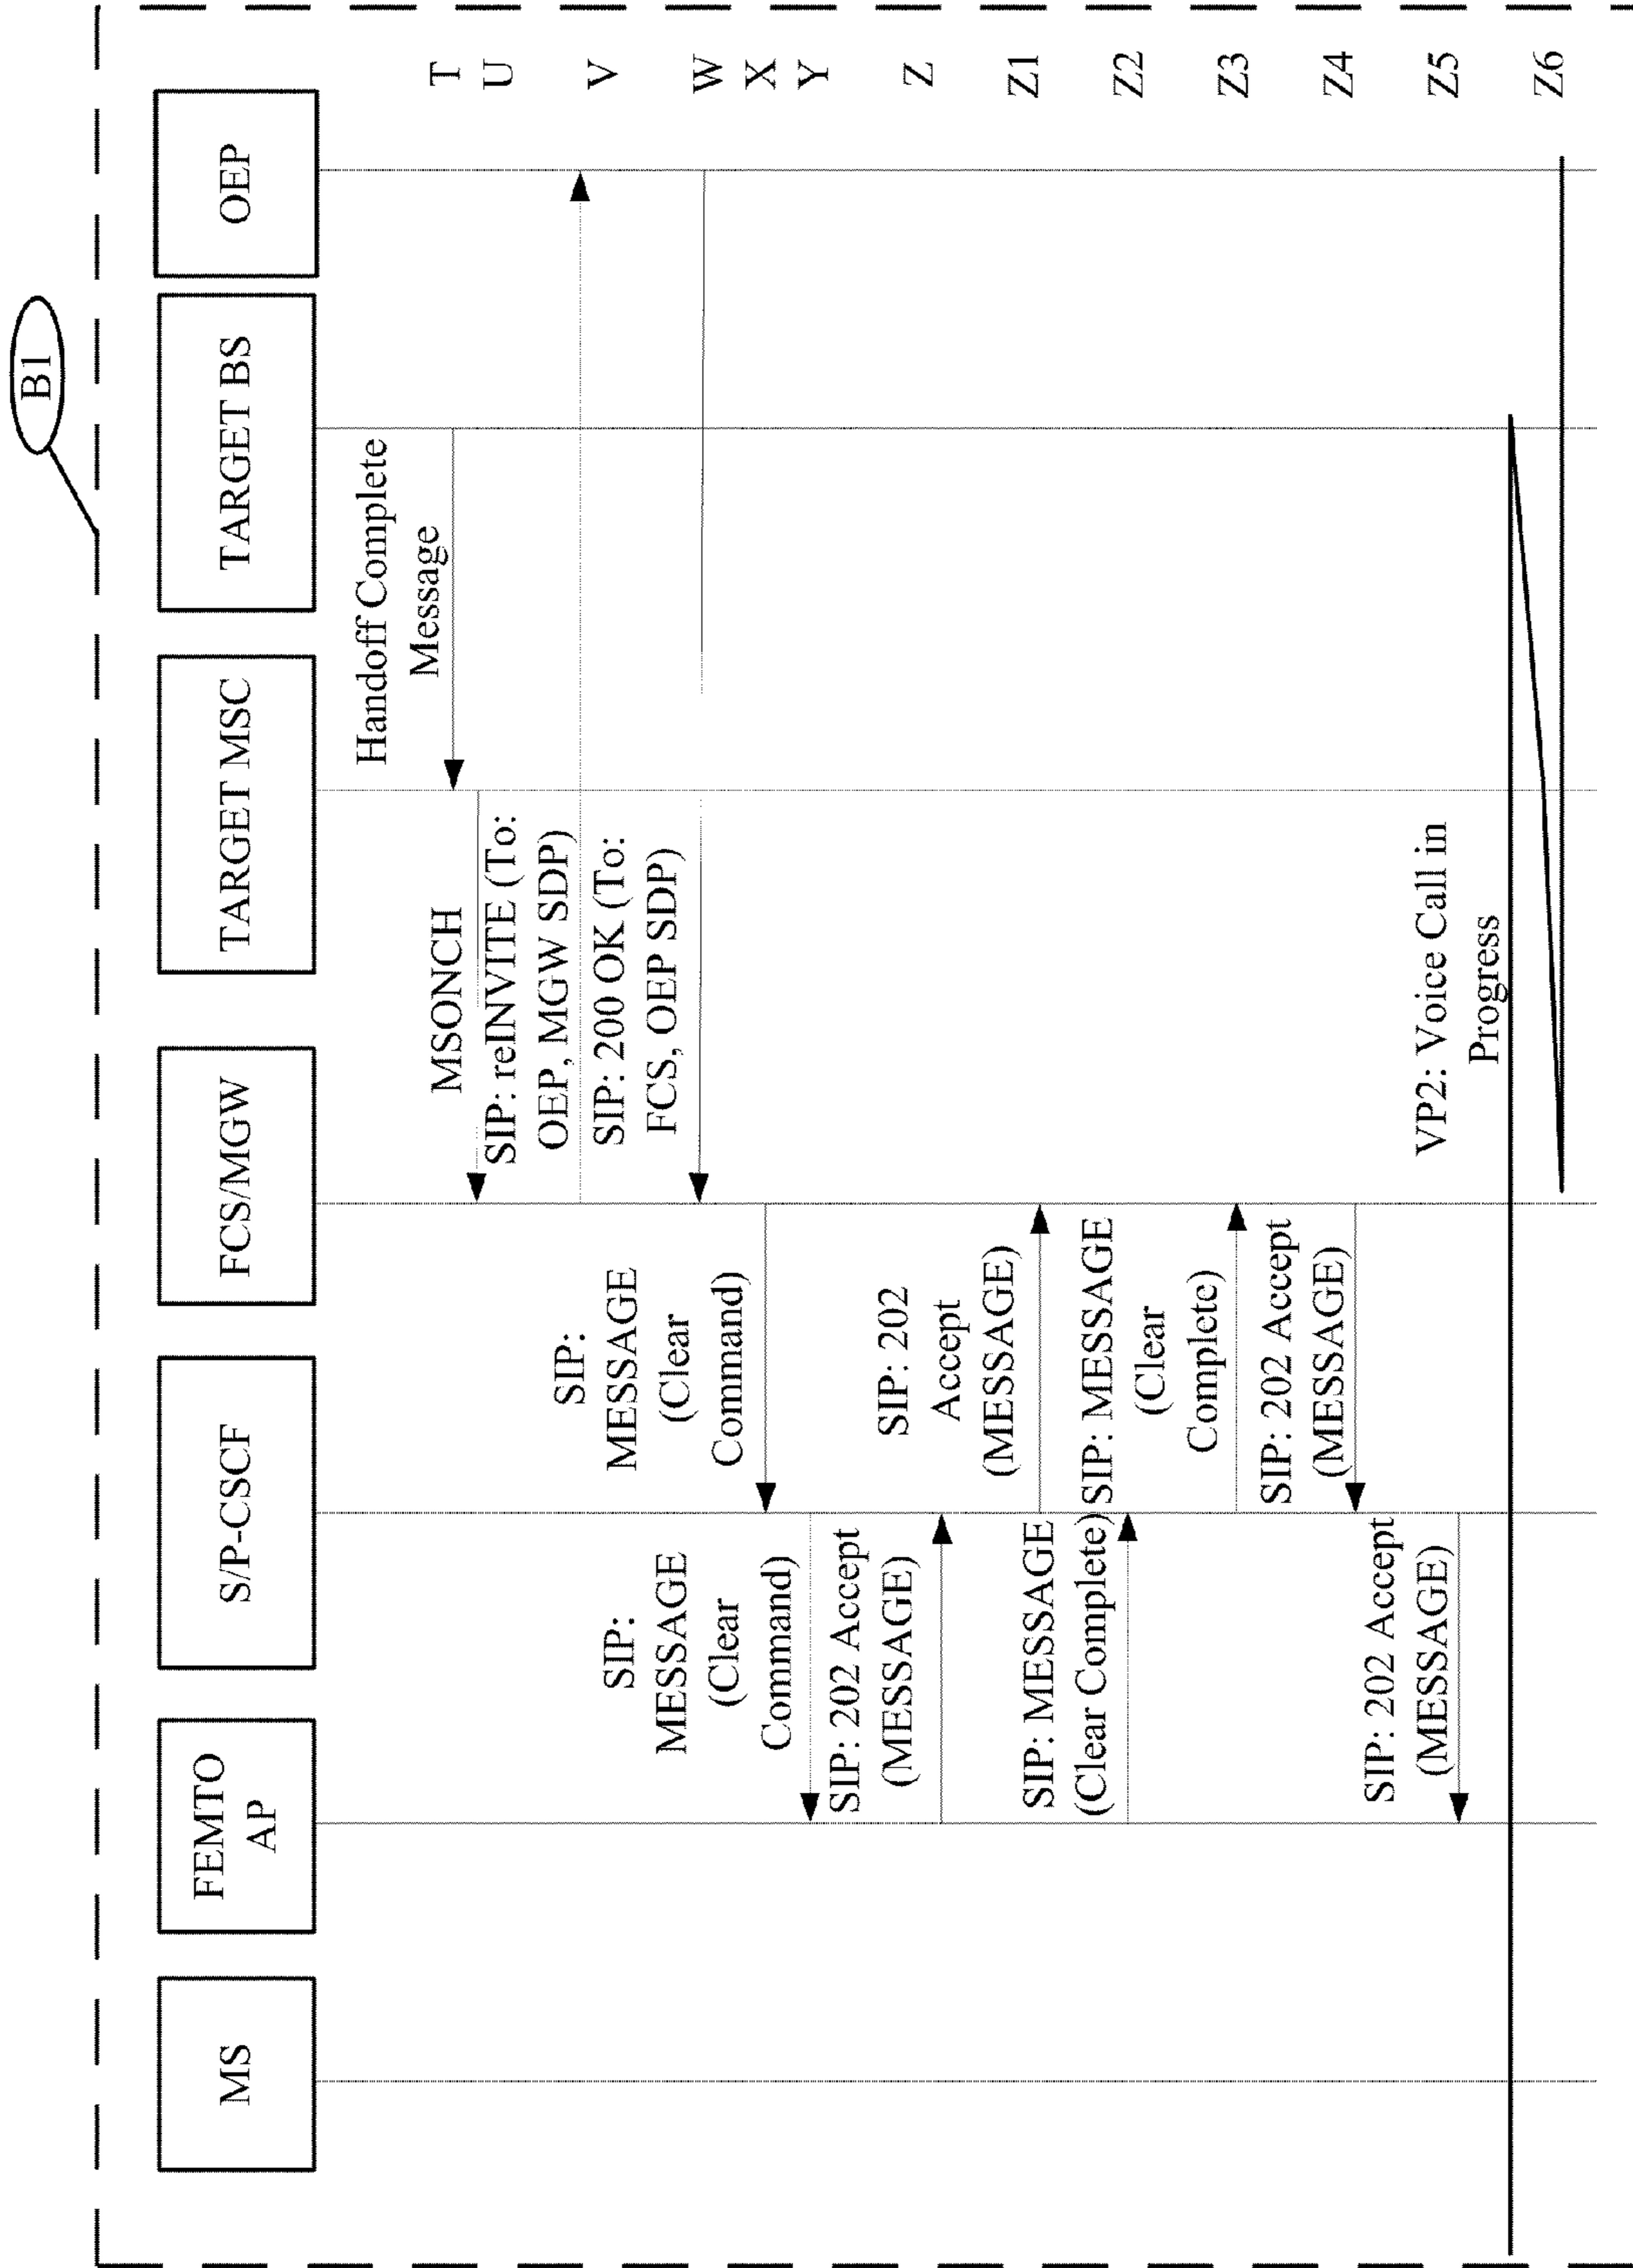 B1
MS
FEMTO
AP
S/P-CSCF
FCS/MGW
TARGET MSC
TARGET BS
OEP
Handoff Complete
Message
T
MSONCH
U
SIP: reINVITE (To:
OEP, MGW SDP)
V
SIP: 200 OK (To:
FCS, OEP SDP)
W
SIP:
MESSAGE
(Clear
Command)
X
SIP:
MESSAGE
(Clear
Command)
Y
SIP: 202 Accept
(MESSAGE)
Z
SIP: 202
Accept
(MESSAGE)
Z1
SIP: MESSAGE
(Clear Complete)
Z2
SIP: MESSAGE
(Clear
Complete)
Z3
SIP: 202 Accept
(MESSAGE)
Z4
SIP: 202 Accept
(MESSAGE)
Z5
VP2: Voice Call in
Progress
Z6